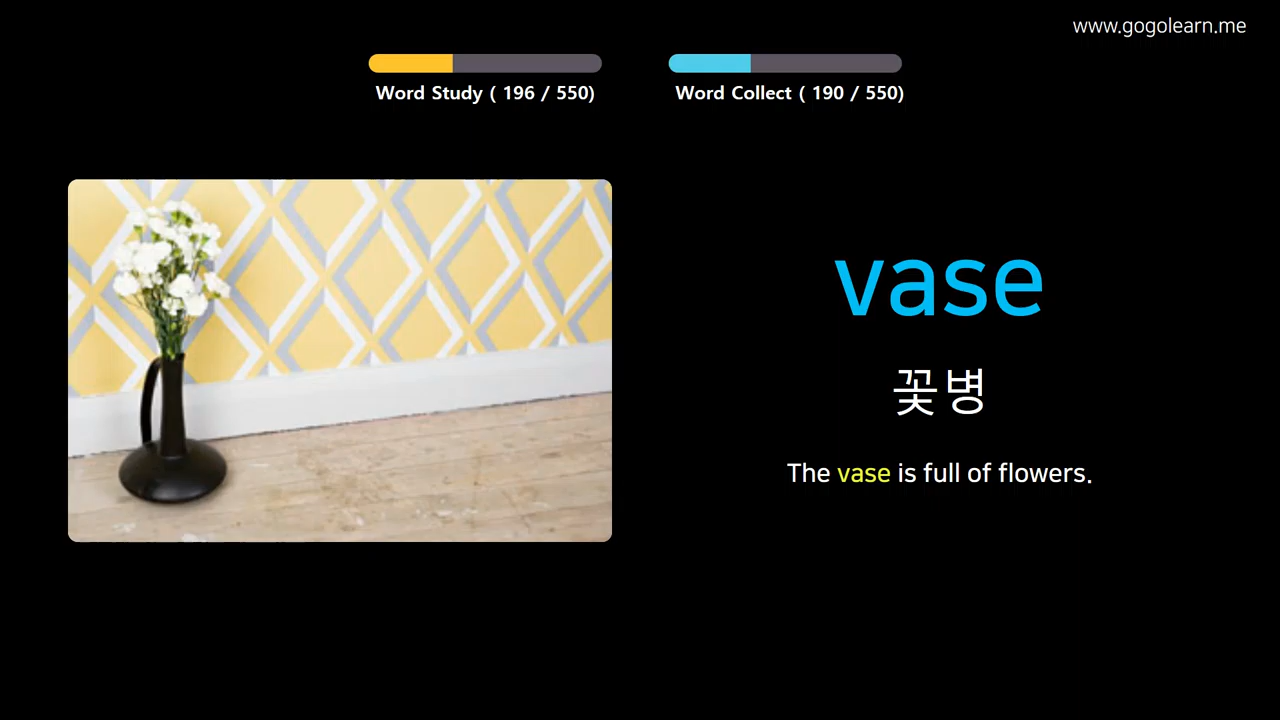 www.gogolearn.me
Word Study ( 196 / 550)
Word Collect ( 190 / 550)
vase
꽃병
The vase is full of flowers.